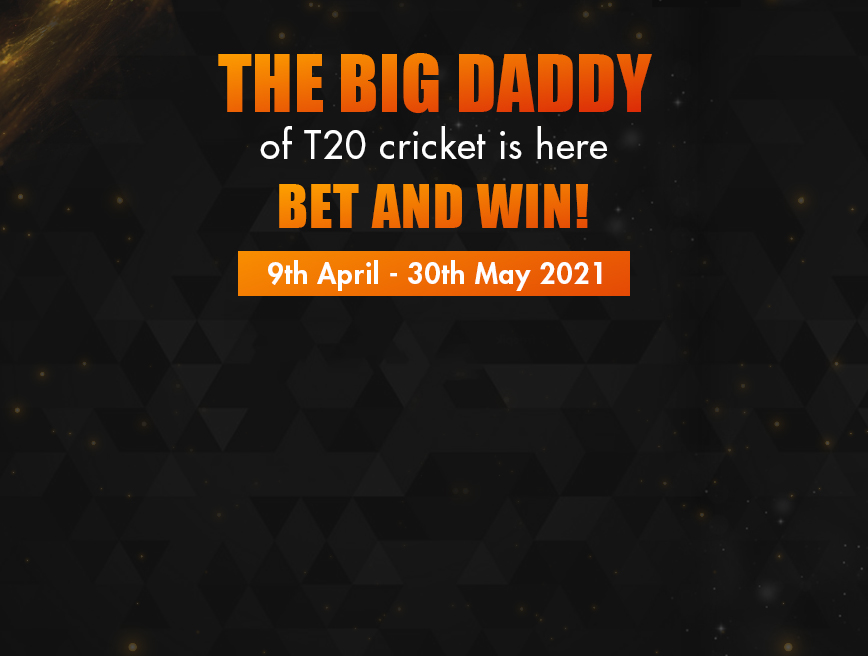 THE BIG DADDY
of T20 cricket is here
BET AND WIN!
9th April - 30th May 2021